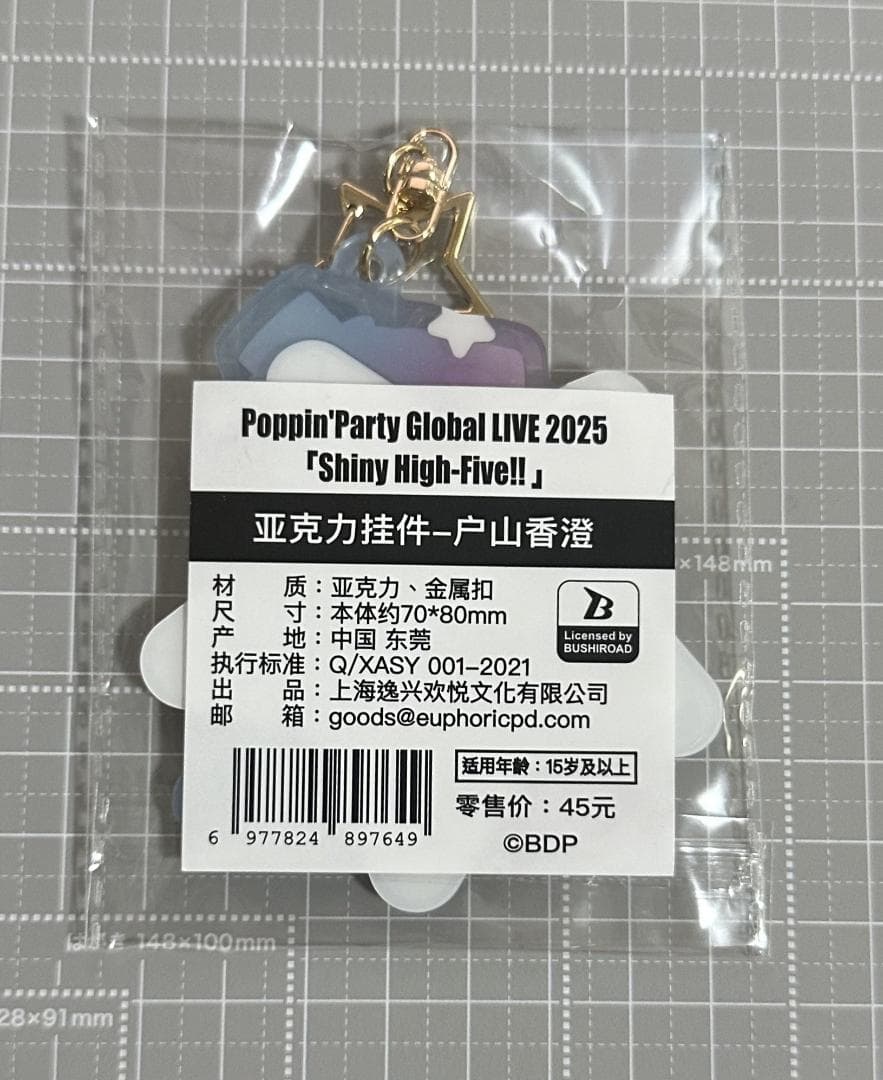 Poppin'Party Global LIVE 2025
「Shiny High-Five!! 」
亚克力挂件–户山香澄
材 质：亚克力、金属扣
尺 寸：本体约70*80mm
产 地：中国 东莞
执行标准：Q/XASY 001–2021
出 品：上海逸兴欢悦文化有限公司
邮 箱：goods@euphoricpd.com
B
Licensed by
BUSHIROAD
适用年龄：15岁及以上
零售价：45元
©BDP
6 977824 897649
×148mm
はがき 148×100mm
28×91mm